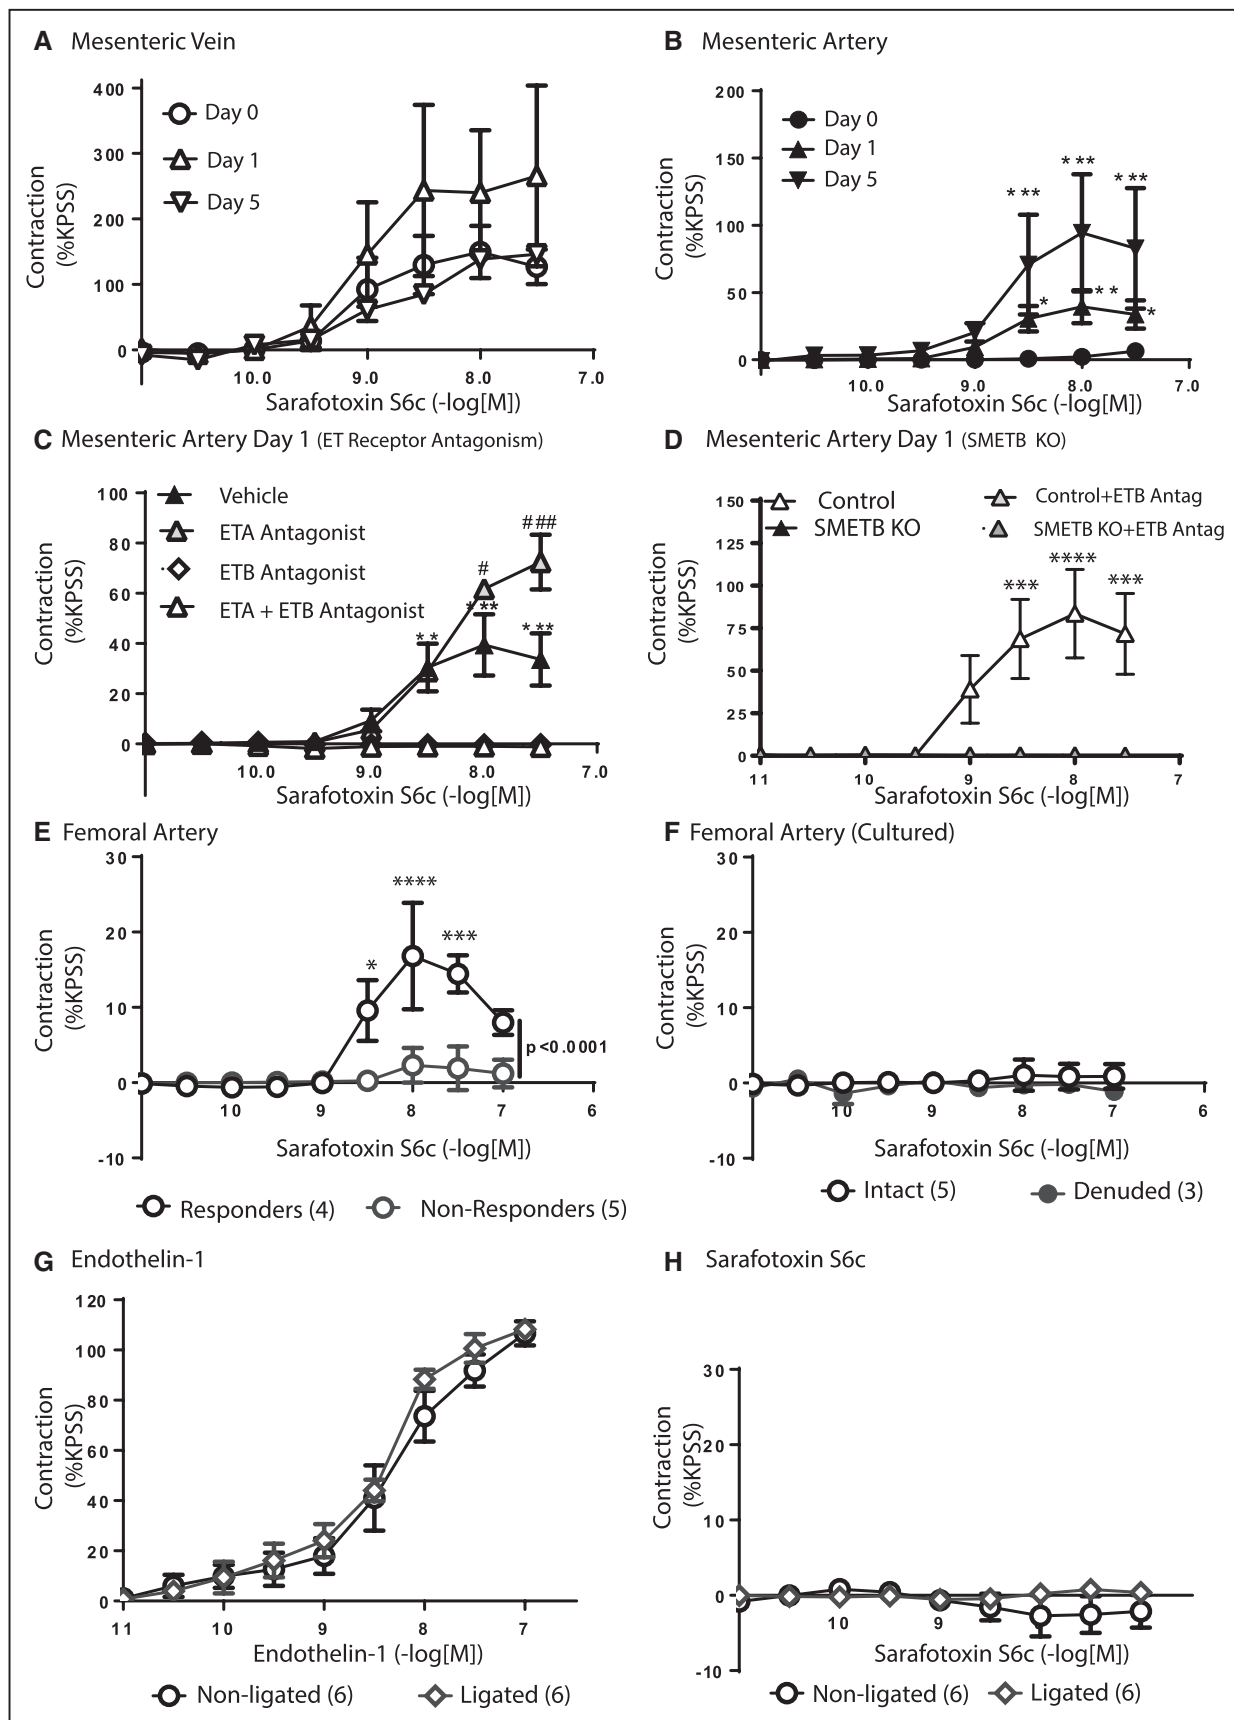 A Mesenteric Vein
400
300
200
100
0
Contraction
(%KPSS)
Day 0
Day 1
Day 5
10.0 9.0 8.0 7.0
Sarafotoxin S6c (-log[M])
B Mesenteric Artery
200
150
100
50
0
Contraction
(%KPSS)
Day 0
Day 1
Day 5
* **
* **
* **
*
* *
*
10.0 9.0 8.0 7.0
Sarafotoxin S6c (-log[M])
C Mesenteric Artery Day 1 (ET Receptor Antagonism)
100
80
60
40
20
0
Contraction
(%KPSS)
Vehicle
ETA Antagonist
ETB Antagonist
ETA + ETB Antagonist
###
#
* **
* *
* **
10.0 9.0 8.0 7.0
Sarafotoxin S6c (-log[M])
D Mesenteric Artery Day 1 (SMETB KO)
150
125
100
75
50
25
0
Contraction
(%KPSS)
Control
SMETB KO
Control+ETB Antag
SMETB KO+ETB Antag
***
****
***
11 10 9 8 7
Sarafotoxin S6c (-log[M])
E Femoral Artery
30
20
10
0
-10
Contraction
(%KPSS)
*
****
***
p<0.0001
10 9 8 7 6
Sarafotoxin S6c (-log[M])
Responders (4) Non-Responders (5)
F Femoral Artery (Cultured)
30
20
10
0
-10
Contraction
(%KPSS)
10 9 8 7 6
Sarafotoxin S6c (-log[M])
Intact (5) Denuded (3)
G Endothelin-1
120
100
80
60
40
20
0
Contraction
(%KPSS)
11 10 9 8 7
Endothelin-1 (-log[M])
Non-ligated (6) Ligated (6)
H Sarafotoxin S6c
30
20
10
0
-10
Contraction
(%KPSS)
10 9
Sarafotoxin S6c (-log[M])
Non-ligated (6) Ligated (6)